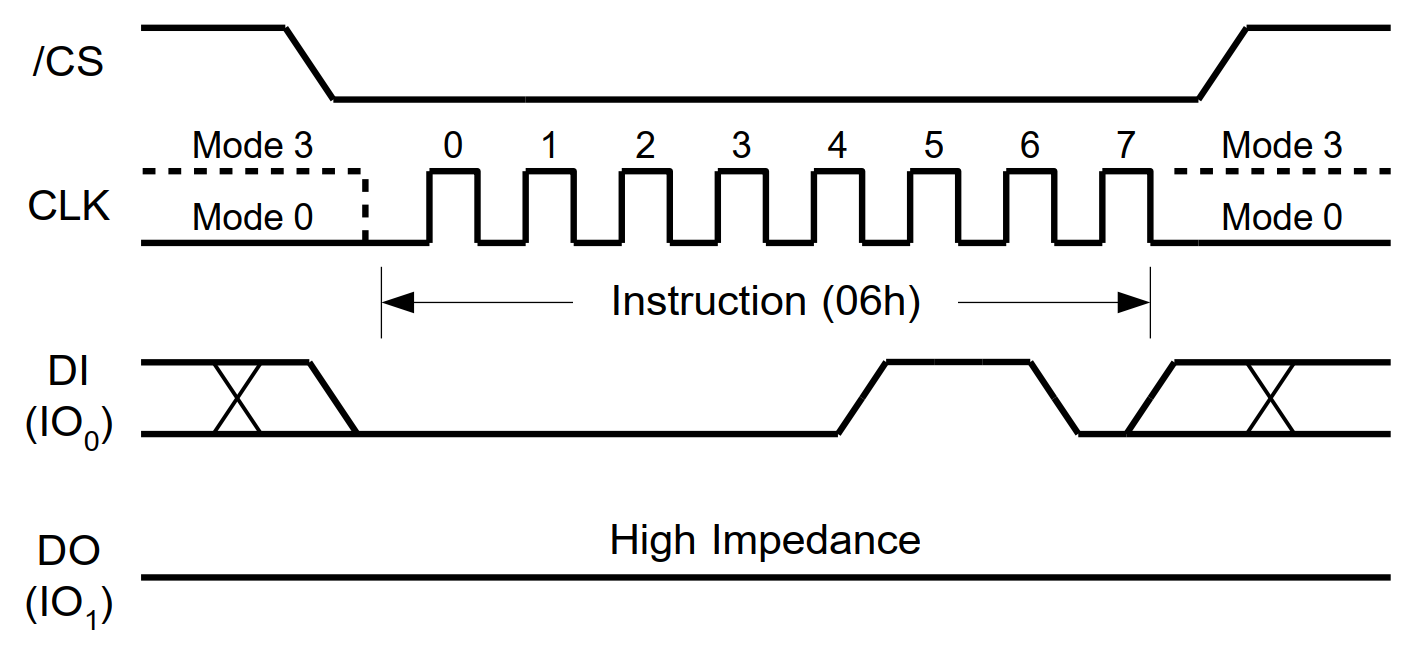 /CS
Mode 3 0 1 2 3 4 5 6 7 Mode 3
CLK
Mode 0 Mode 0
Instruction (06h)
DI
(IO0)
High Impedance
DO
(IO1)